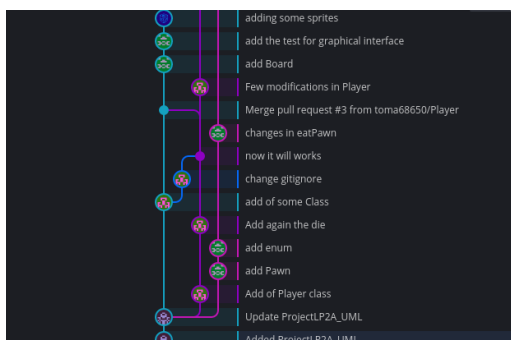 adding some sprites
add the test for graphical interface
add Board
Few modifications in Player
Merge pull request #3 from toma68650/Player
changes in eatPawn
now it will works
change gitignore
add of some Class
Add again the die
add enum
add Pawn
Add of Player class
Update ProjectLP2A_UML
Added ProjectLP2A_UML